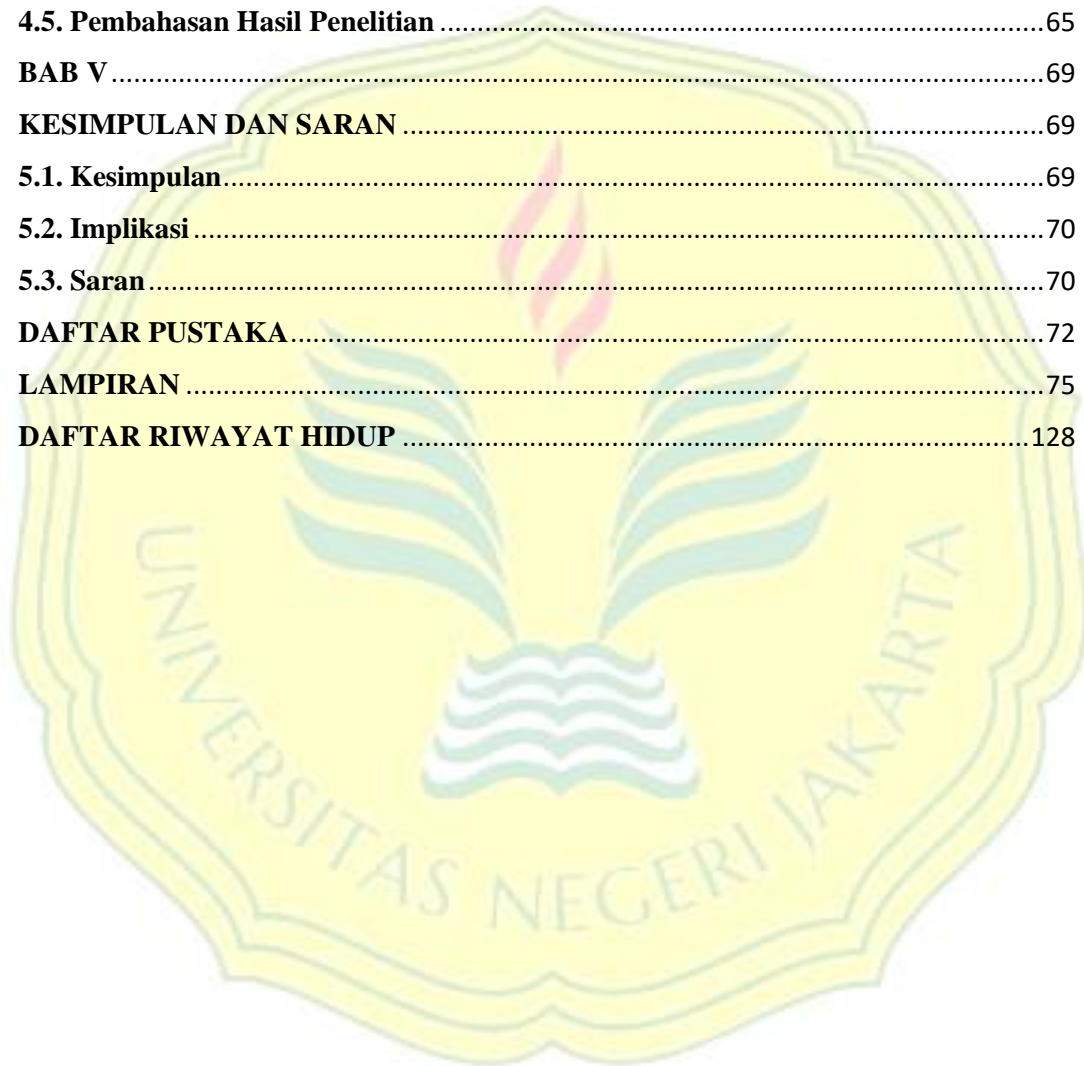 4.5. Pembahasan Hasil Penelitian ........................................................................ 65
BAB V ........................................................................ 69
KESIMPULAN DAN SARAN ........................................................................ 69
5.1. Kesimpulan ........................................................................ 69
5.2. Implikasi ........................................................................ 70
5.3. Saran ........................................................................ 70
DAFTAR PUSTAKA ........................................................................ 72
LAMPIRAN ........................................................................ 75
DAFTAR RIWAYAT HIDUP ........................................................................ 128
UNIVERSITAS NEGERI JAKARTA